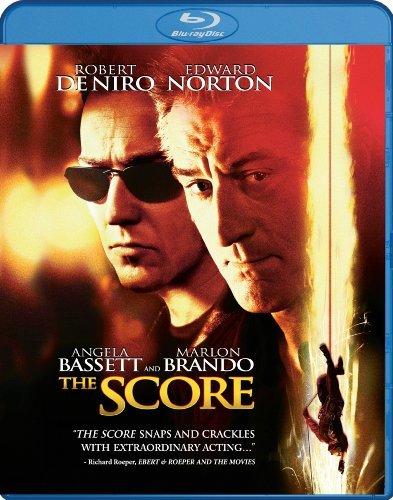 Blu-ray Disc
ROBERT EDWARD
DE NIRO NORTON
ANGELA MARLON
BASSETT AND BRANDO
THE SCORE
"THE SCORE SNAPS AND CRACKLES
WITH EXTRAORDINARY ACTING..."
- Richard Roeper, EBERT & ROEPER AND THE MOVIES